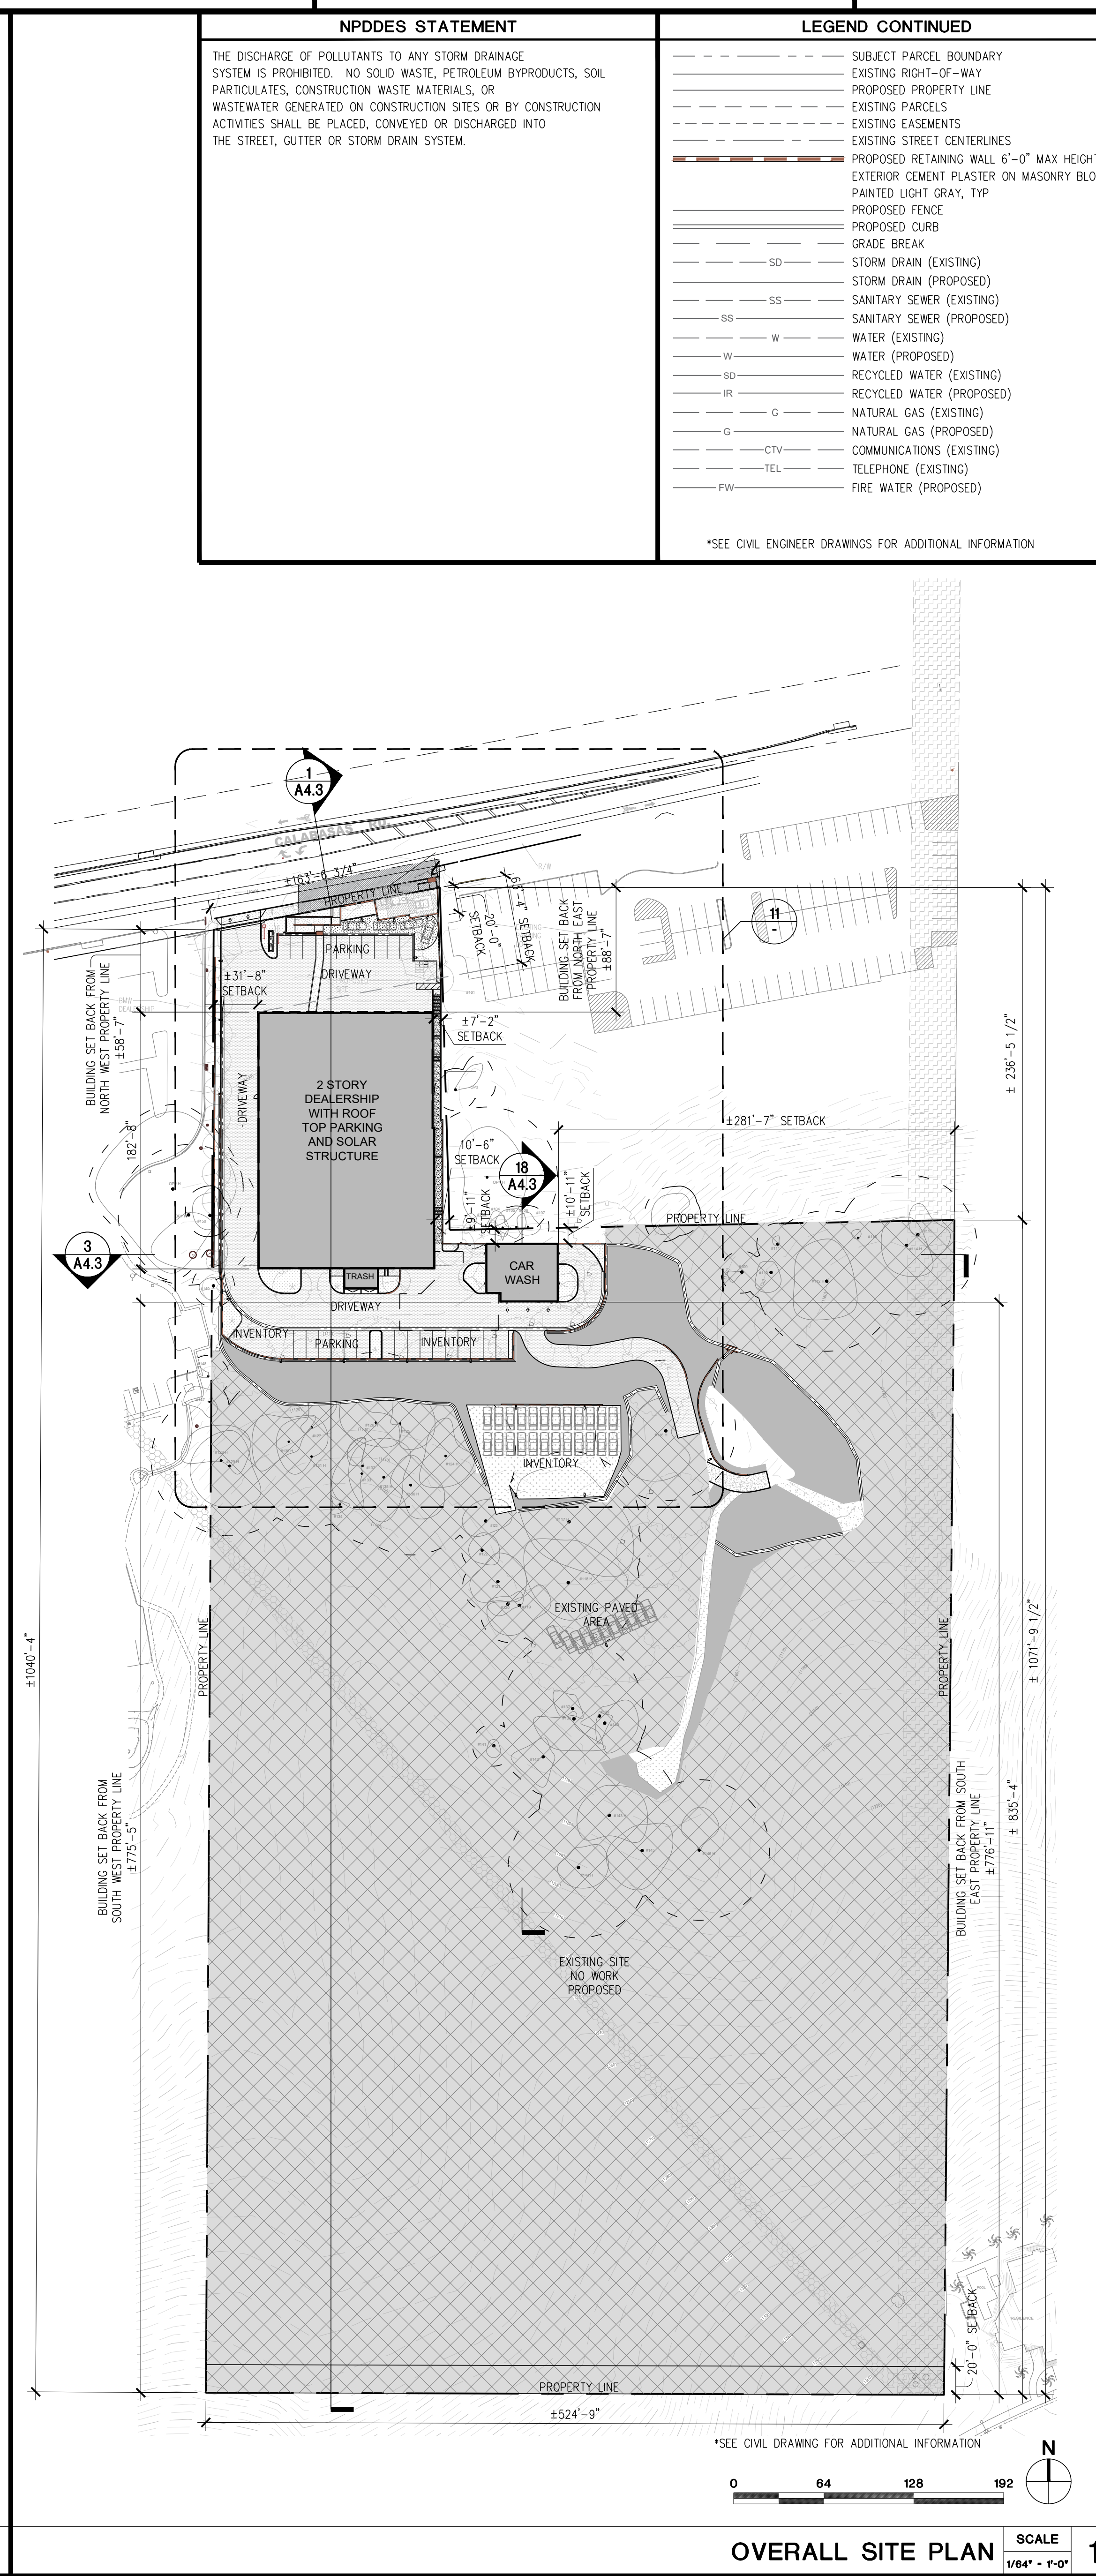 NPDDES STATEMENT
THE DISCHARGE OF POLLUTANTS TO ANY STORM DRAINAGE
SYSTEM IS PROHIBITED. NO SOLID WASTE, PETROLEUM BYPRODUCTS, SOIL
PARTICULATES, CONSTRUCTION WASTE MATERIALS, OR
WASTEWATER GENERATED ON CONSTRUCTION SITES OR BY CONSTRUCTION
ACTIVITIES SHALL BE PLACED, CONVEYED OR DISCHARGED INTO
THE STREET, GUTTER OR STORM DRAIN SYSTEM.
LEGEND CONTINUED
SUBJECT PARCEL BOUNDARY
EXISTING RIGHT-OF-WAY
PROPOSED PROPERTY LINE
EXISTING PARCELS
EXISTING EASEMENTS
EXISTING STREET CENTERLINES
PROPOSED RETAINING WALL 6'-0" MAX HEIGHT
EXTERIOR CEMENT PLASTER ON MASONRY BLO
PAINTED LIGHT GRAY, TYP
PROPOSED FENCE
PROPOSED CURB
GRADE BREAK
SD STORM DRAIN (EXISTING)
STORM DRAIN (PROPOSED)
SS SANITARY SEWER (EXISTING)
SS SANITARY SEWER (PROPOSED)
W WATER (EXISTING)
W WATER (PROPOSED)
SD RECYCLED WATER (EXISTING)
IR RECYCLED WATER (PROPOSED)
G NATURAL GAS (EXISTING)
G NATURAL GAS (PROPOSED)
CTV COMMUNICATIONS (EXISTING)
TEL TELEPHONE (EXISTING)
FW FIRE WATER (PROPOSED)
*SEE CIVIL ENGINEER DRAWINGS FOR ADDITIONAL INFORMATION
1
A4.3
CALABASAS RD.
±163'-6 3/4"
PROPERTY LINE
R/W
63'-4" SETBACK
20'-0"
SETBACK
BUILDING SET BACK
FROM NORTH EAST
PROPERTY LINE
±88'-7"
11
-
PARKING
DRIVEWAY
±31'-8"
SETBACK
BMW
DEALERSHIP
BUILDING SET BACK FROM
NORTH WEST PROPERTY LINE
±58'-7"
±7'-2"
SETBACK
± 236'-5 1/2"
DRIVEWAY
2 STORY
DEALERSHIP
WITH ROOF
TOP PARKING
AND SOLAR
STRUCTURE
182'-8"
±281'-7" SETBACK
10'-6"
SETBACK
18
A4.3
±9'-11"
SETBACK
±10'-11"
SETBACK
PROPERTY LINE
3
A4.3
CAR
WASH
TRASH
DRIVEWAY
INVENTORY
PARKING
INVENTORY
INVENTORY
EXISTING PAVED
AREA
PROPERTY LINE
PROPERTY LINE
±1040'-4"
± 1071'-9 1/2"
± 835'-4"
BUILDING SET BACK FROM
SOUTH WEST PROPERTY LINE
±775'-5"
BUILDING SET BACK FROM SOUTH
EAST PROPERTY LINE
±776'-11"
EXISTING SITE
NO WORK
PROPOSED
POOL
RESIDENCE
20'-0" SETBACK
PROPERTY LINE
±524'-9"
*SEE CIVIL DRAWING FOR ADDITIONAL INFORMATION
N
0 64 128 192
OVERALL SITE PLAN
SCALE
1/64" = 1'-0"
1